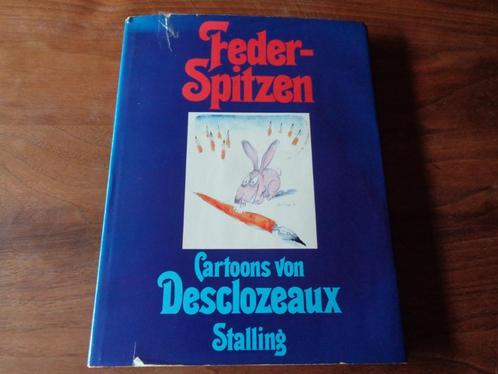 Feder-
Spitzen
Cartoons von
Desclozeaux
Stalling